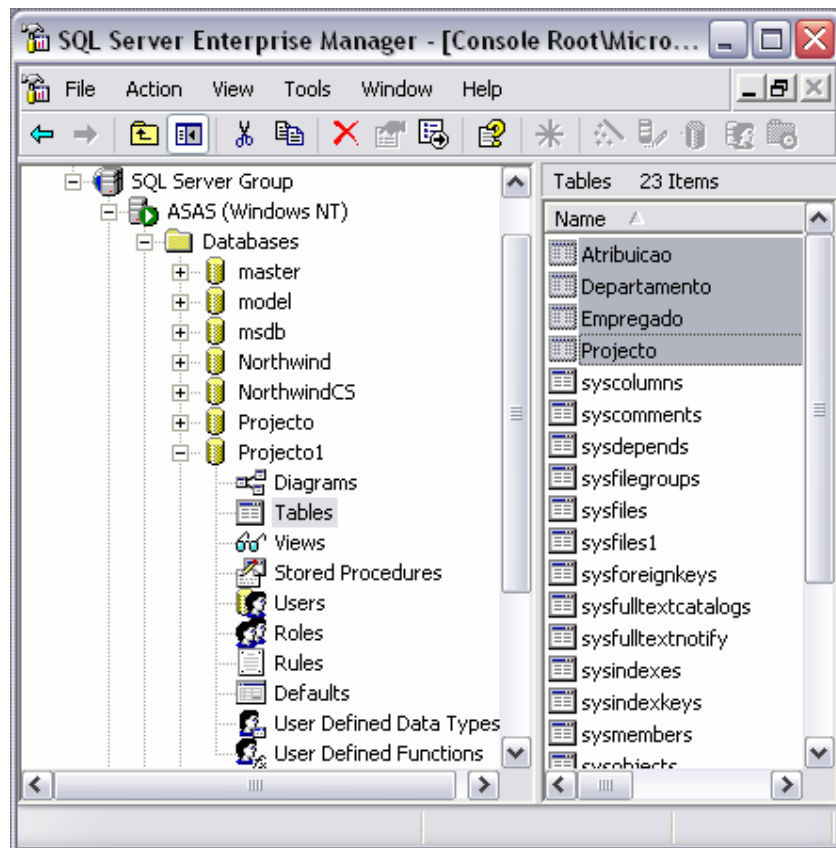 SQL Server Enterprise Manager - [Console Root\Micro...
File Action View Tools Window Help
SQL Server Group
ASAS (Windows NT)
Databases
master
model
msdb
Northwind
NorthwindCS
Projecto
Projecto1
Diagrams
Tables
Views
Stored Procedures
Users
Roles
Rules
Defaults
User Defined Data Types
User Defined Functions
Tables 23 Items
Name
Atribuicao
Departamento
Empregado
Projecto
syscolumns
syscomments
sysdepends
sysfilegroups
sysfiles
sysfiles1
sysforeignkeys
sysfulltextcatalogs
sysfulltextnotify
sysindexes
sysindexkeys
sysmembers
sysobjects